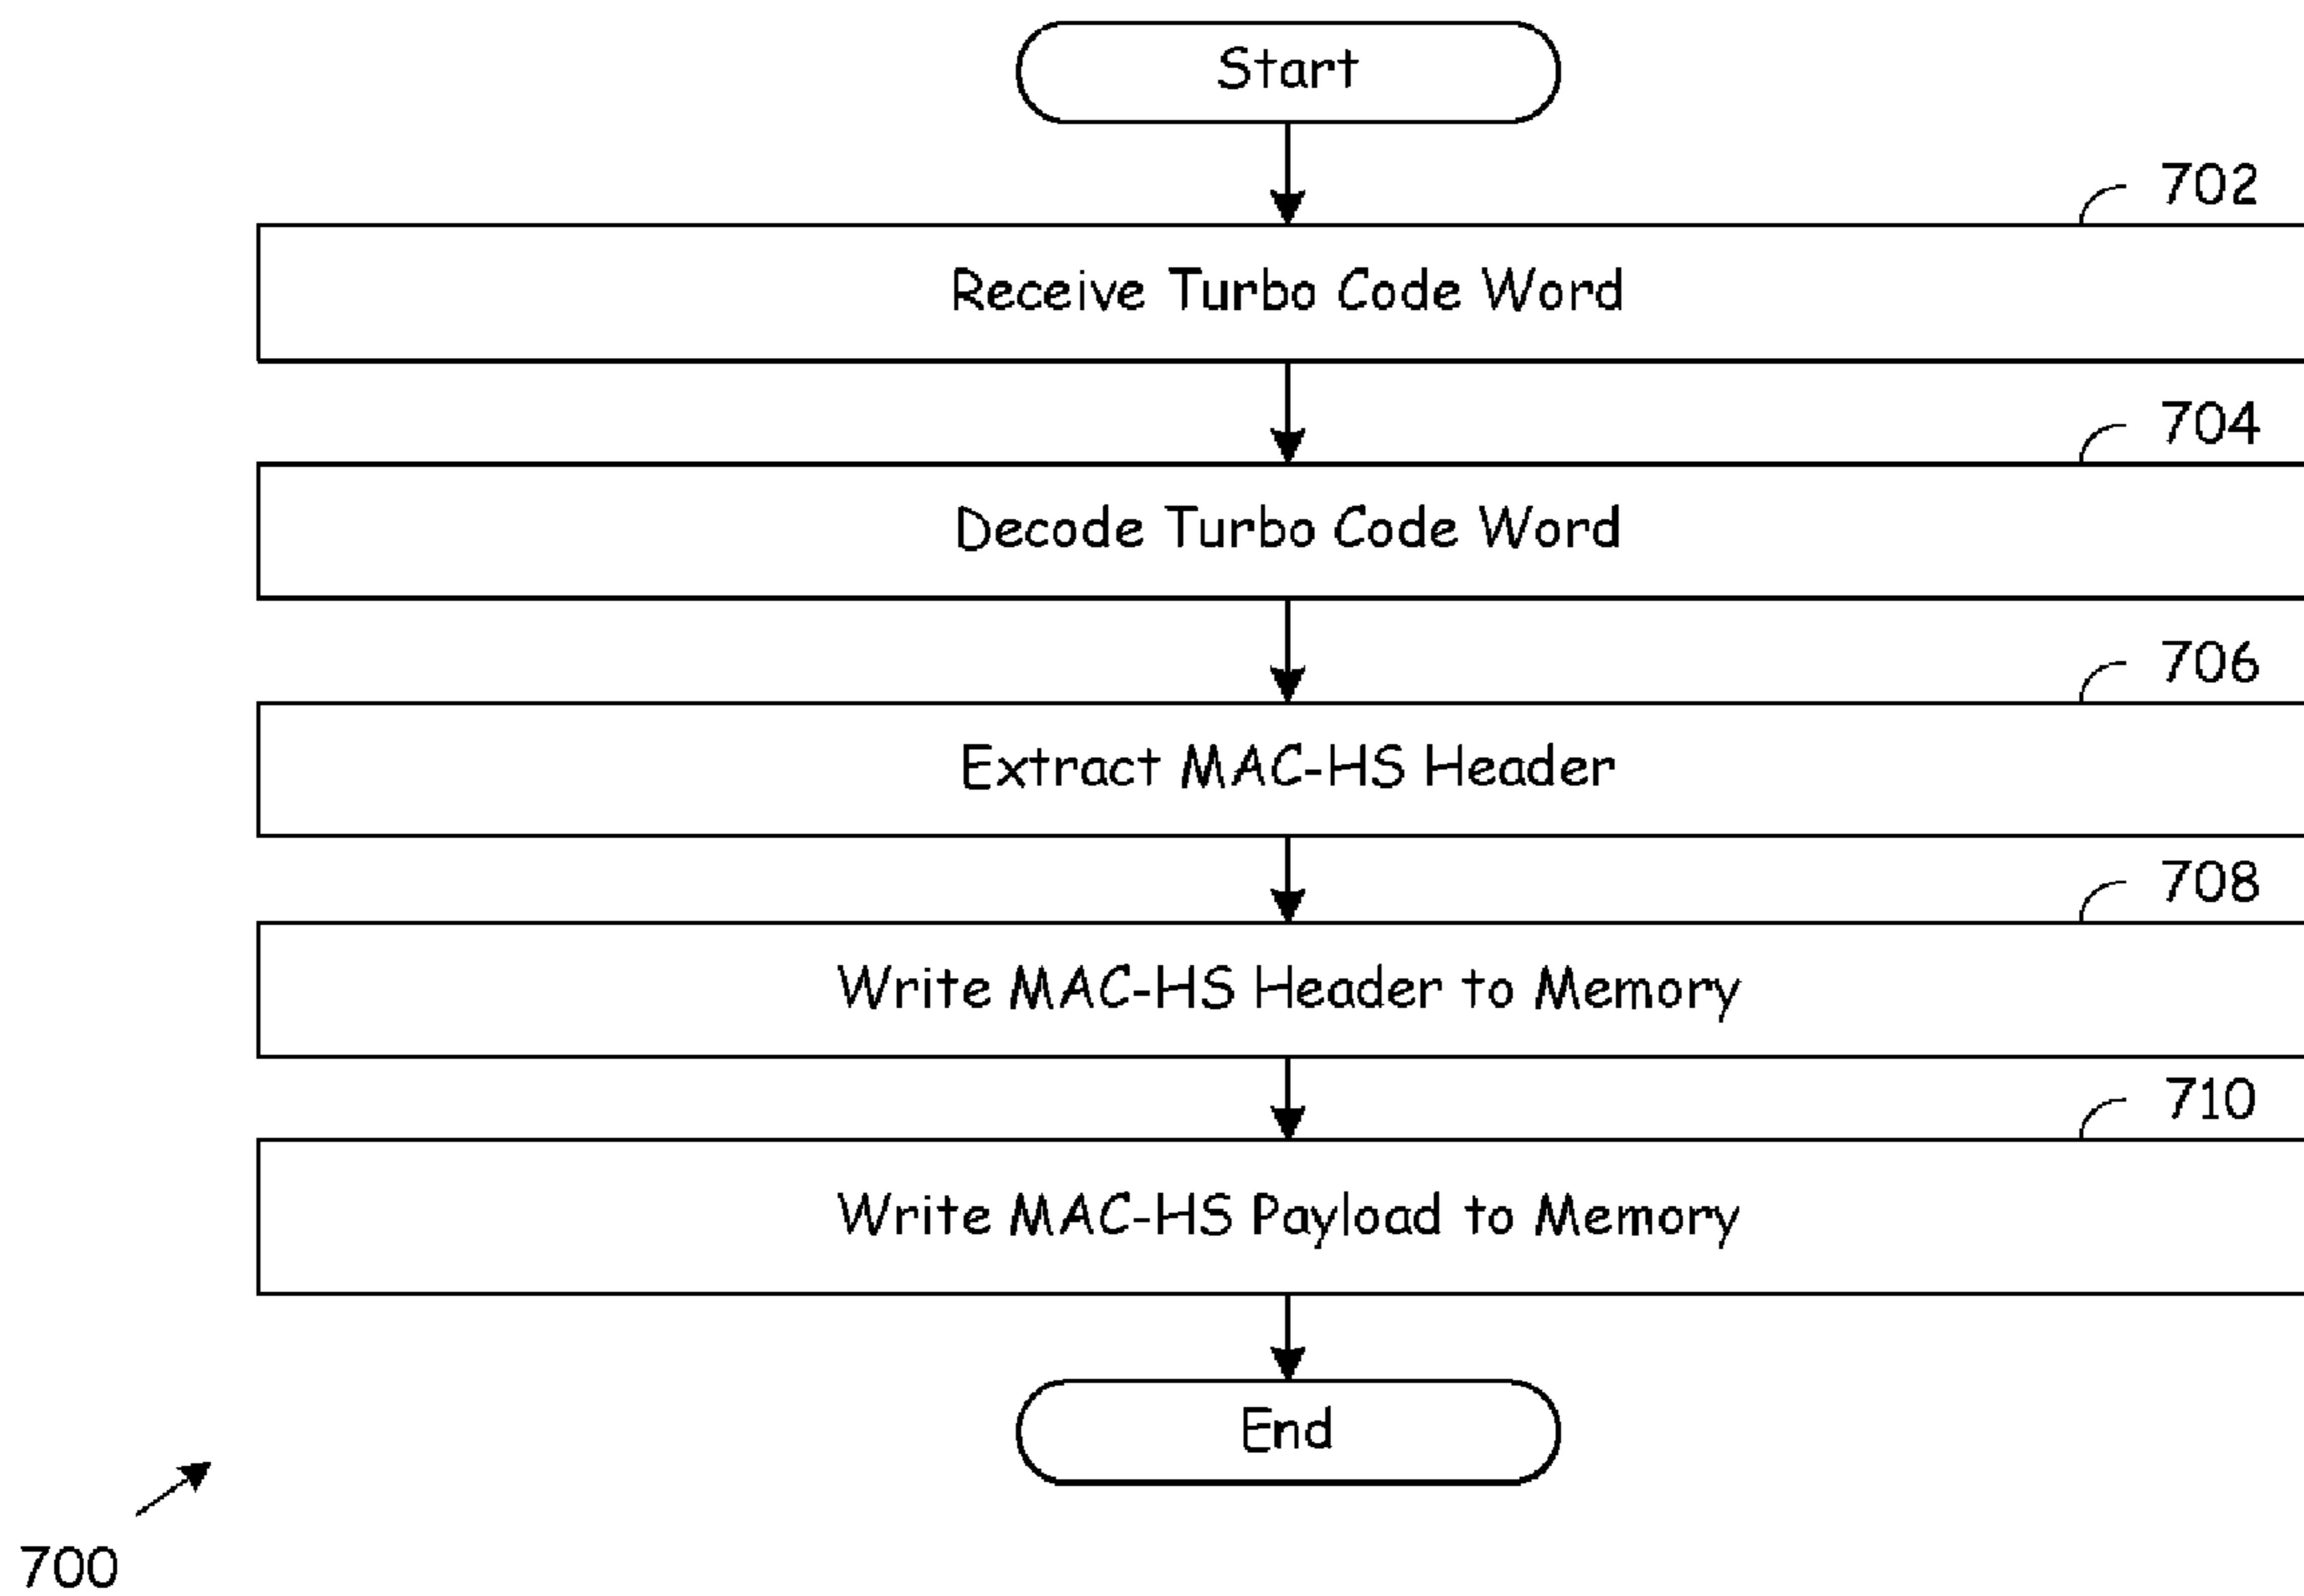 Start
702
Receive Turbo Code Word
704
Decode Turbo Code Word
706
Extract MAC-HS Header
708
Write MAC-HS Header to Memory
710
Write MAC-HS Payload to Memory
End
700